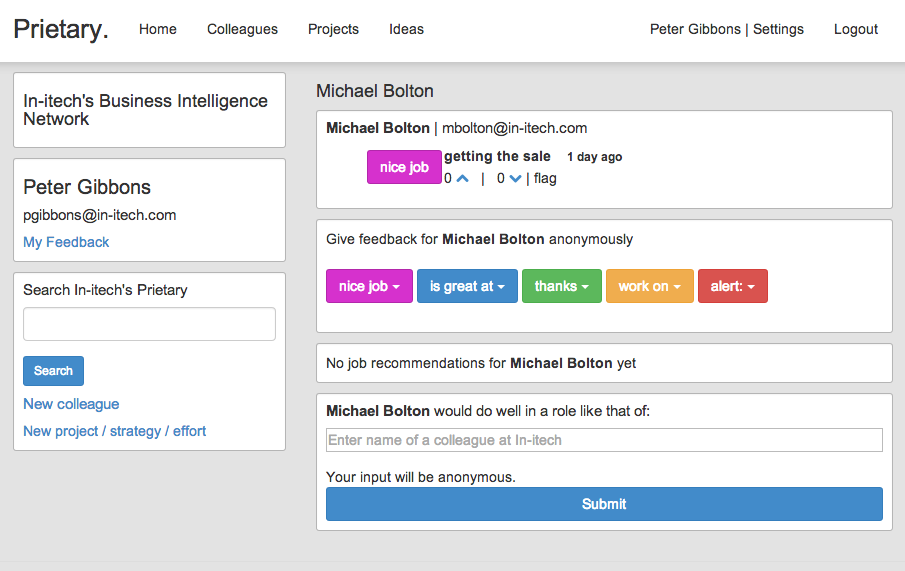 Prietary. Home Colleagues Projects Ideas Peter Gibbons | Settings Logout
In-itech's Business Intelligence
Network
Peter Gibbons
pgibbons@in-itech.com
My Feedback
Search In-itech's Prietary
Search
New colleague
New project / strategy / effort
Michael Bolton
Michael Bolton | mbolton@in-itech.com
nice job getting the sale 1 day ago
0 | 0 | flag
Give feedback for Michael Bolton anonymously
nice job is great at thanks work on alert:
No job recommendations for Michael Bolton yet
Michael Bolton would do well in a role like that of:
Enter name of a colleague at In-itech
Your input will be anonymous.
Submit